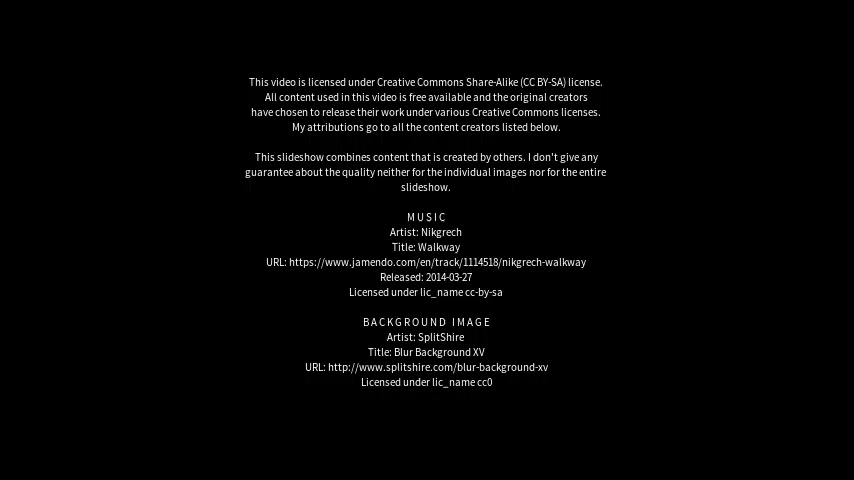 This video is licensed under Creative Commons Share-Alike (CC BY-SA) license.
All content used in this video is free available and the original creators
have chosen to release their work under various Creative Commons licenses.
My attributions go to all the content creators listed below.
This slideshow combines content that is created by others. I don't give any
guarantee about the quality neither for the individual images nor for the entire
slideshow.
MUSIC
Artist: Nikgrech
Title: Walkway
URL: https://www.jamendo.com/en/track/1114518/nikgrech-walkway
Released: 2014-03-27
Licensed under lic_name cc-by-sa
BACKGROUND IMAGE
Artist: SplitShire
Title: Blur Background XV
URL: http://www.splitshire.com/blur-background-xv
Licensed under lic_name cc0